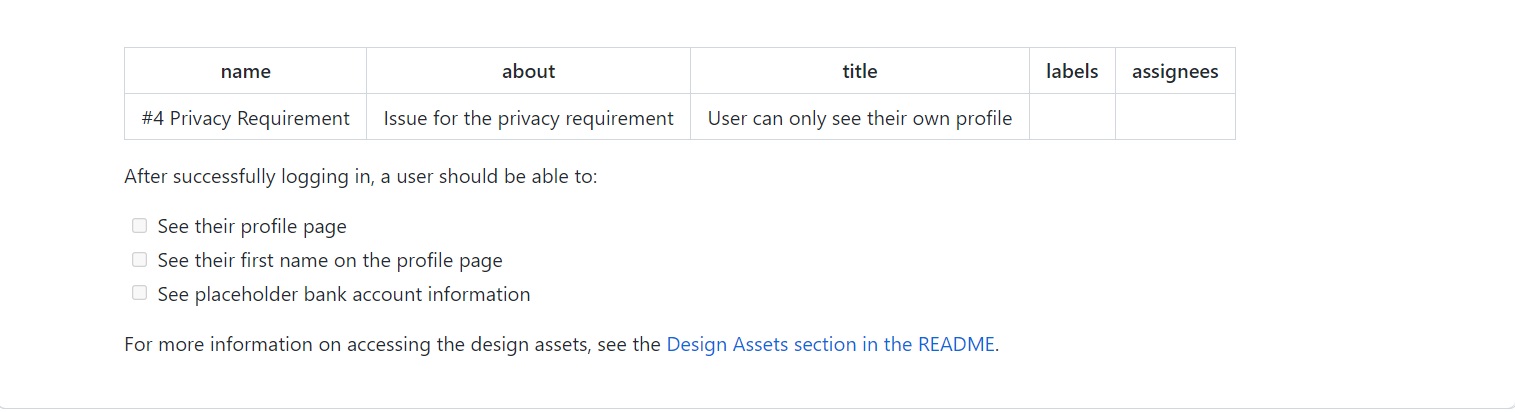 name about title labels assignees
#4 Privacy Requirement Issue for the privacy requirement User can only see their own profile
After successfully logging in, a user should be able to:
See their profile page
See their first name on the profile page
See placeholder bank account information
For more information on accessing the design assets, see the Design Assets section in the README.